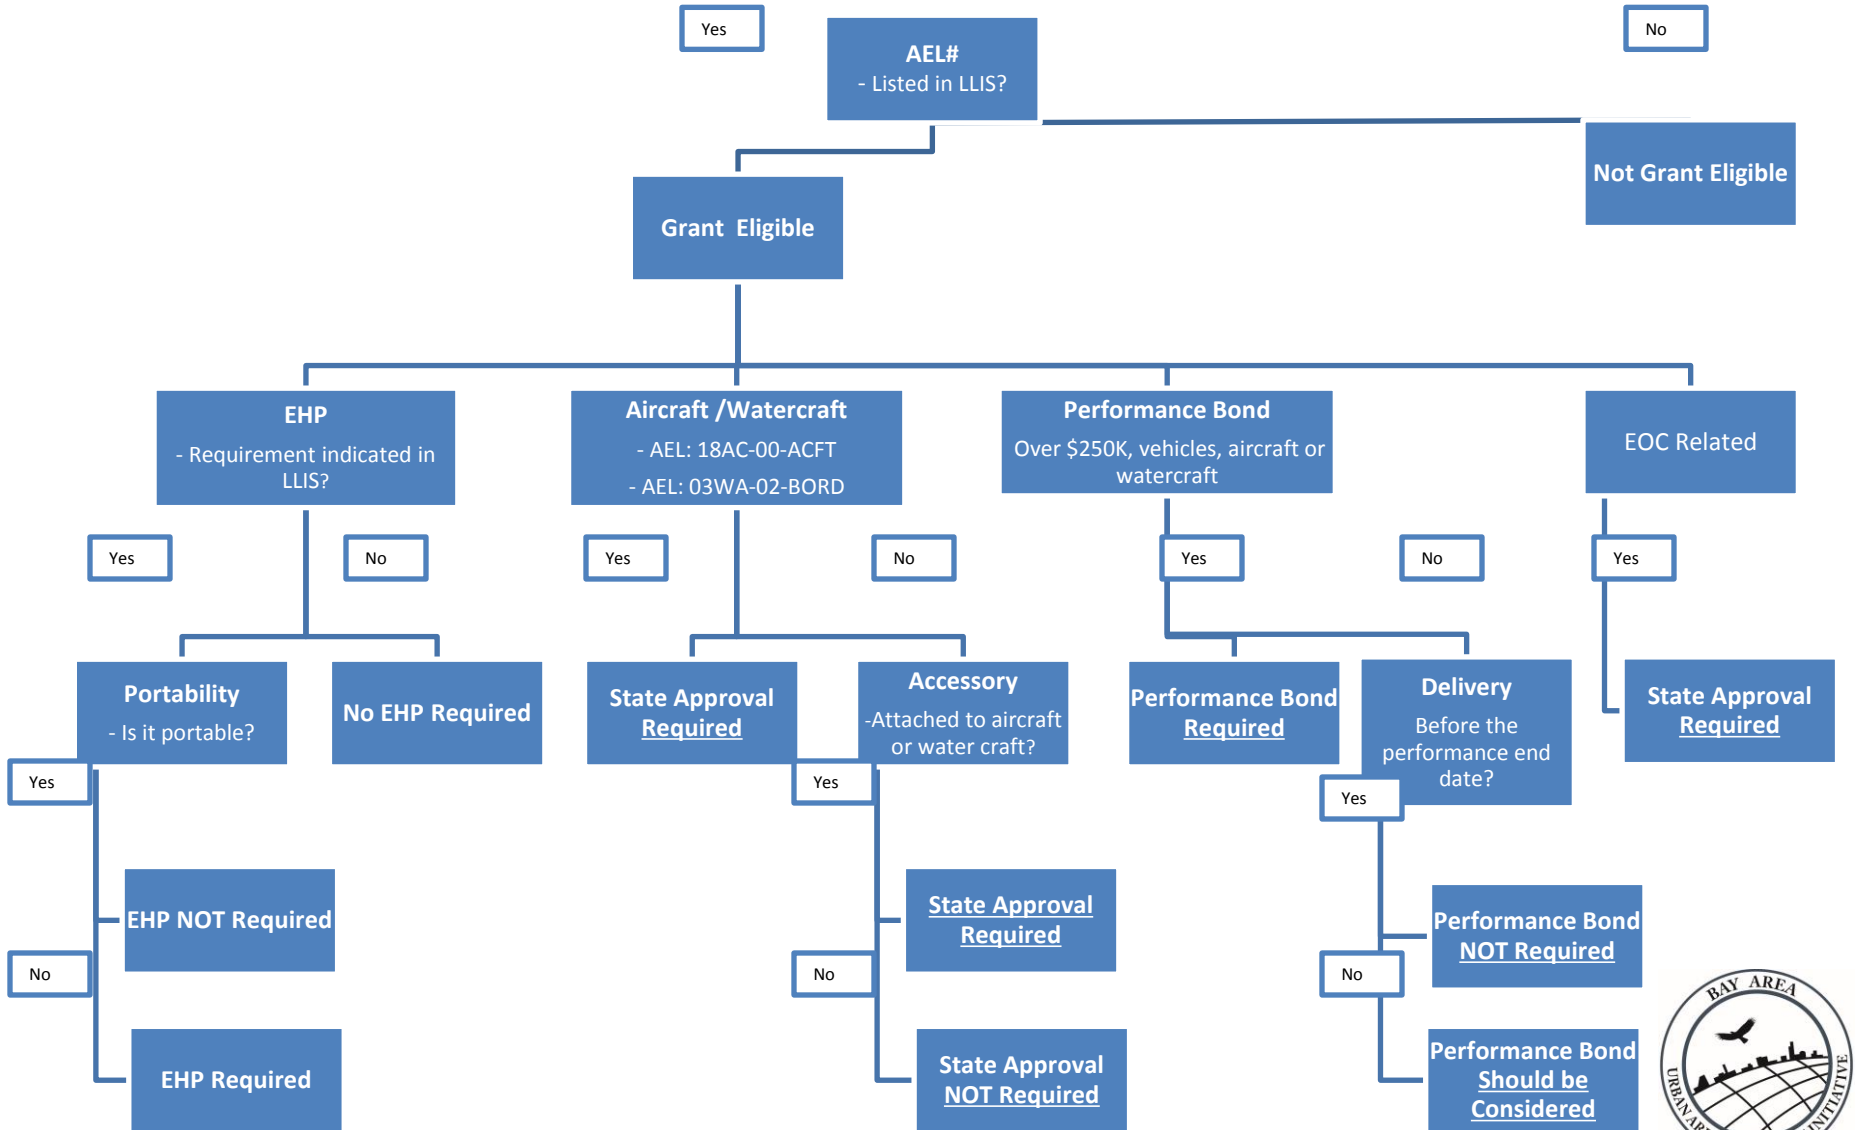 Yes
No
AEL#
- Listed in LLIS?
Not Grant Eligible
Grant Eligible
EHP
- Requirement indicated in
LLIS?
Aircraft /Watercraft
- AEL: 18AC-00-ACFT
- AEL: 03WA-02-BORD
Performance Bond
Over $250K, vehicles, aircraft or
watercraft
EOC Related
Yes
No
Yes
No
Yes
No
Yes
Portability
- Is it portable?
No EHP Required
State Approval
Required
Accessory
-Attached to aircraft
or water craft?
Performance Bond
Required
Delivery
Before the
performance end
date?
State Approval
Required
Yes
Yes
Yes
EHP NOT Required
State Approval
Required
Performance Bond
NOT Required
No
No
No
EHP Required
State Approval
NOT Required
Performance Bond
Should be
Considered
BAY AREA
URBAN
INITIATIVE